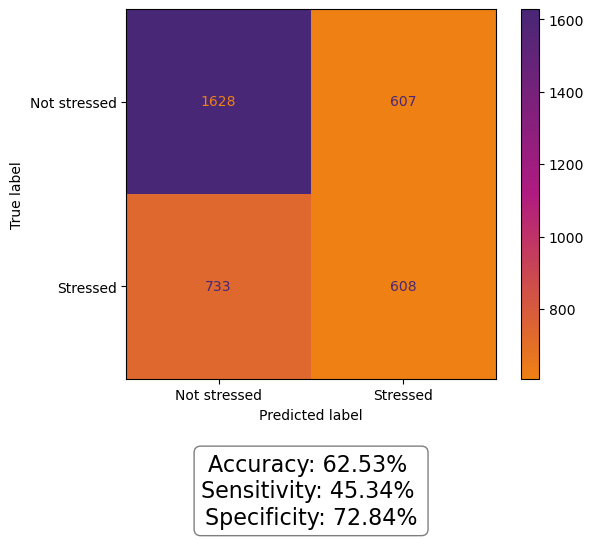 1600
Not stressed 1628 607
1400
1200
True label
1000
Stressed 733 608
800
Not stressed Stressed
Predicted label
Accuracy: 62.53%
Sensitivity: 45.34%
Specificity: 72.84%